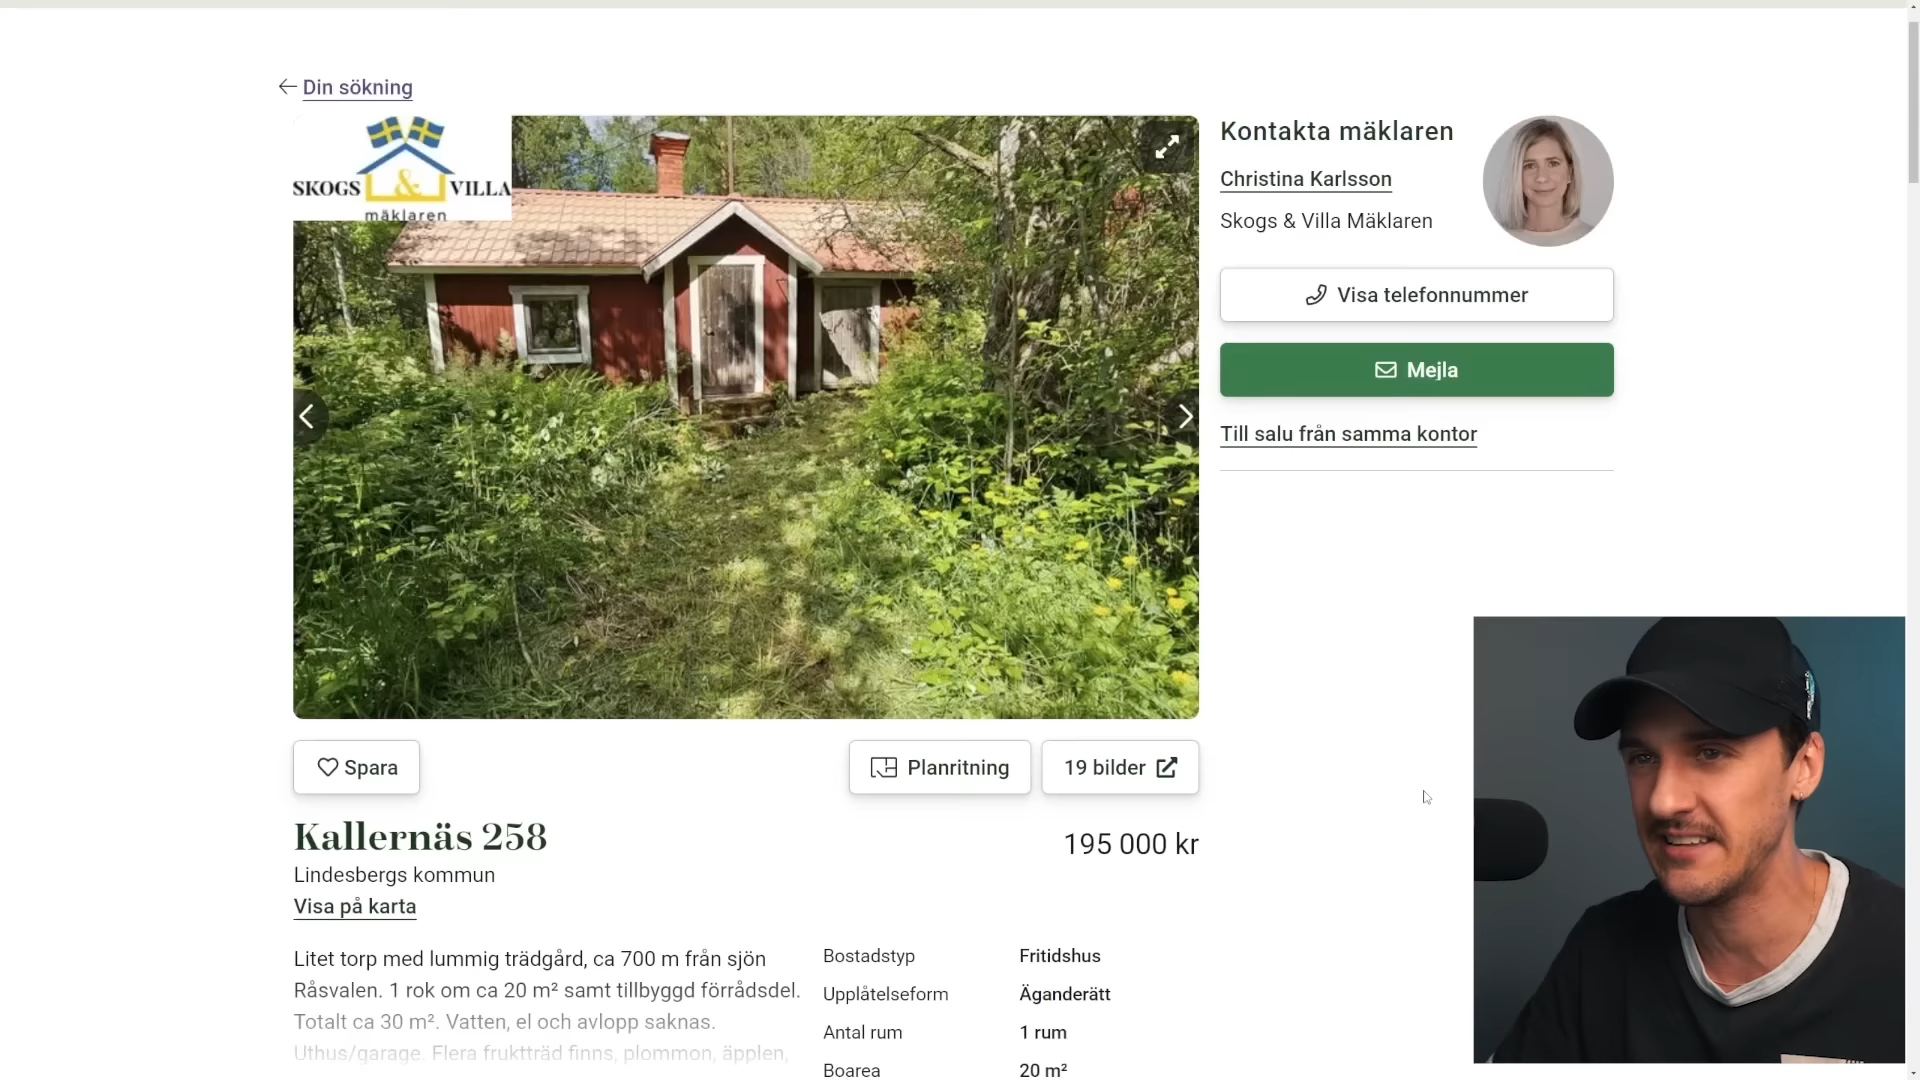 Din sökning
SKOGS & VILLA
mäklaren
Kontakta mäklaren
Christina Karlsson
Skogs & Villa Mäklaren
Visa telefonnummer
Mejla
Till salu från samma kontor
Spara
Planritning
19 bilder
Kallernäs 258
195 000 kr
Lindesbergs kommun
Visa på karta
Litet torp med lummig trädgård, ca 700 m från sjön
Råsvalen. 1 rok om ca 20 m² samt tillbyggd förrådsdel.
Totalt ca 30 m². Vatten, el och avlopp saknas.
Uthus/garage. Flera fruktträd finns, plommon, äpplen,
Bostadstyp Fritidshus
Upplåtelseform Äganderätt
Antal rum 1 rum
Boarea 20 m²